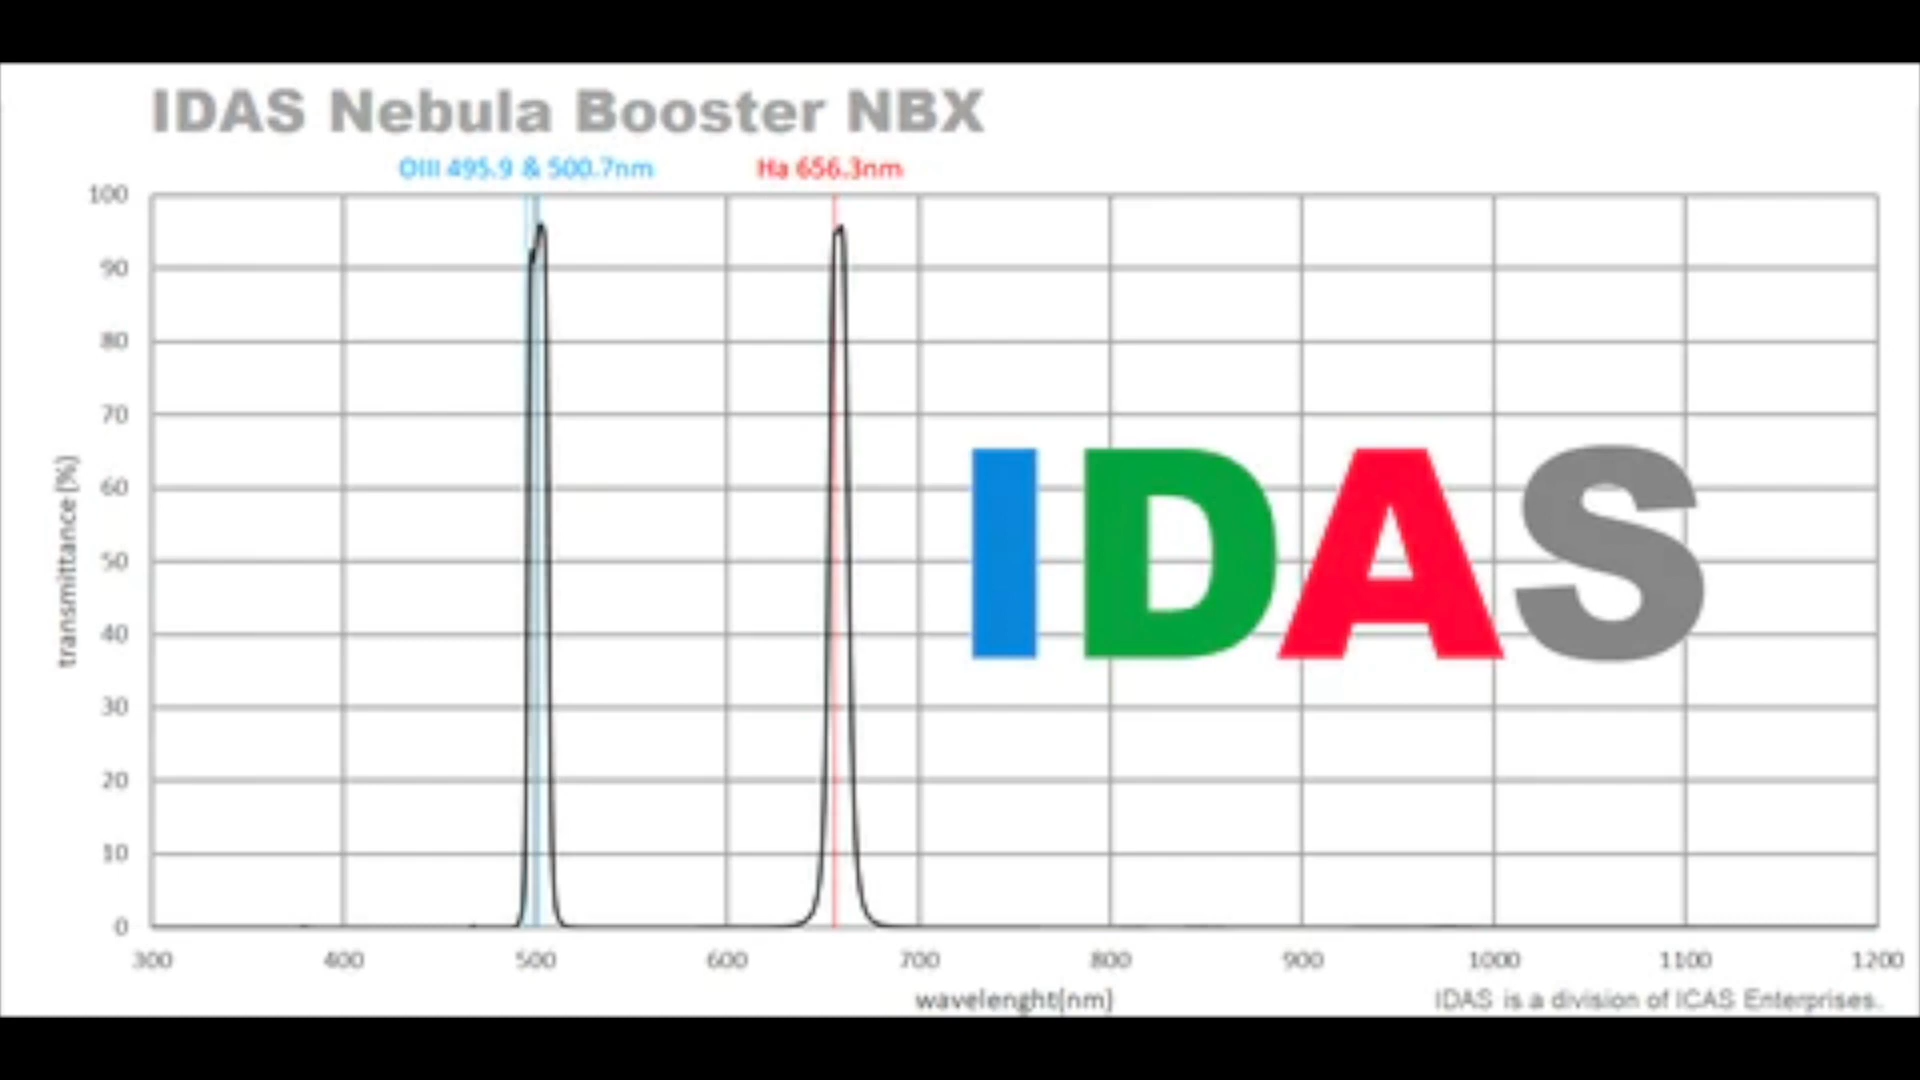 IDAS Nebula Booster NBX
OIII 495.9 & 500.7nm
Ha 656.3nm
100
90
80
70
60
50
40
30
20
10
0
transmittance (%)
IDAS
300 400 500 600 700 800 900 1000 1100 1200
wavelenght(nm)
IDAS is a division of ICAS Enterprises.